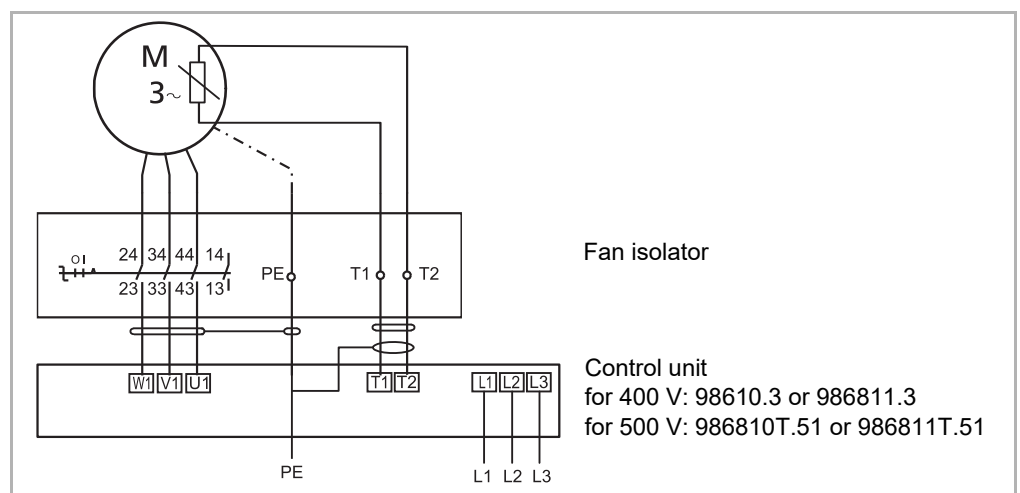 M
3~
O I
24 34 44 14
23 33 43 13
PE
T1 T2
Fan isolator
W1 V1 U1 T1 T2 L1 L2 L3
Control unit
for 400 V: 98610.3 or 986811.3
for 500 V: 986810T.51 or 986811T.51
PE
L1 L2 L3